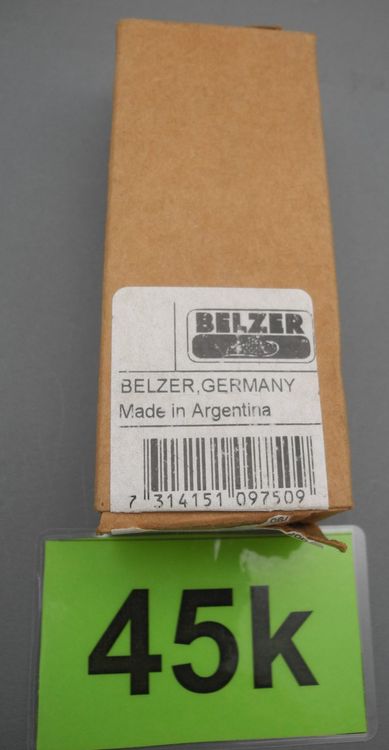 BELZER
BELZER,GERMANY
Made in Argentina
7 314151 097509
45k